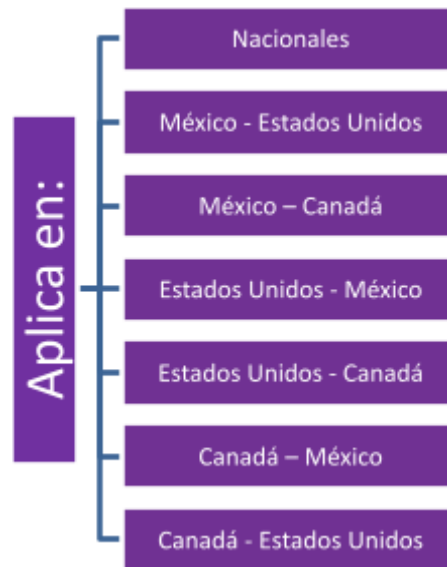 Aplica en:
Nacionales
México - Estados Unidos
México – Canadá
Estados Unidos - México
Estados Unidos - Canadá
Canadá – México
Canadá - Estados Unidos